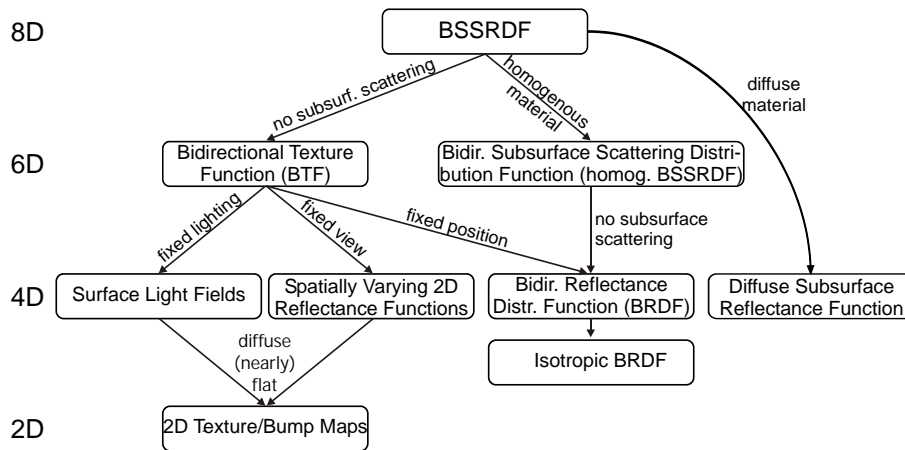 8D
BSSRDF
no subsurf. scattering
homogenous
material
diffuse
material
6D
Bidirectional Texture
Function (BTF)
Bidir. Subsurface Scattering Distri-
bution Function (homog. BSSRDF)
fixed lighting
fixed view
fixed position
no subsurface
scattering
4D
Surface Light Fields
Spatially Varying 2D
Reflectance Functions
Bidir. Reflectance
Distr. Function (BRDF)
Diffuse Subsurface
Reflectance Function
diffuse
(nearly)
flat
Isotropic BRDF
2D
2D Texture/Bump Maps